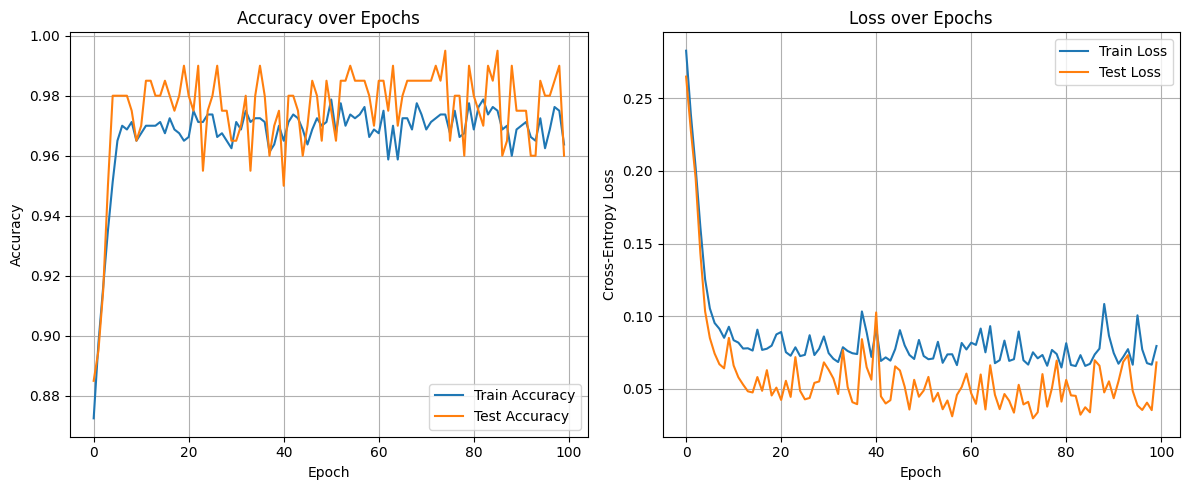 Accuracy over Epochs
1.00
0.98
0.96
0.94
0.92
0.90
0.88
Accuracy
0
20
40
60
80
100
Epoch
Train Accuracy
Test Accuracy
Loss over Epochs
0.25
0.20
0.15
0.10
0.05
Cross-Entropy Loss
0
20
40
60
80
100
Epoch
Train Loss
Test Loss